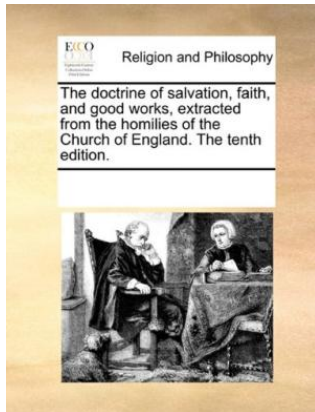 ECCO
Religion and Philosophy
The doctrine of salvation, faith,
and good works, extracted
from the homilies of the
Church of England. The tenth
edition.